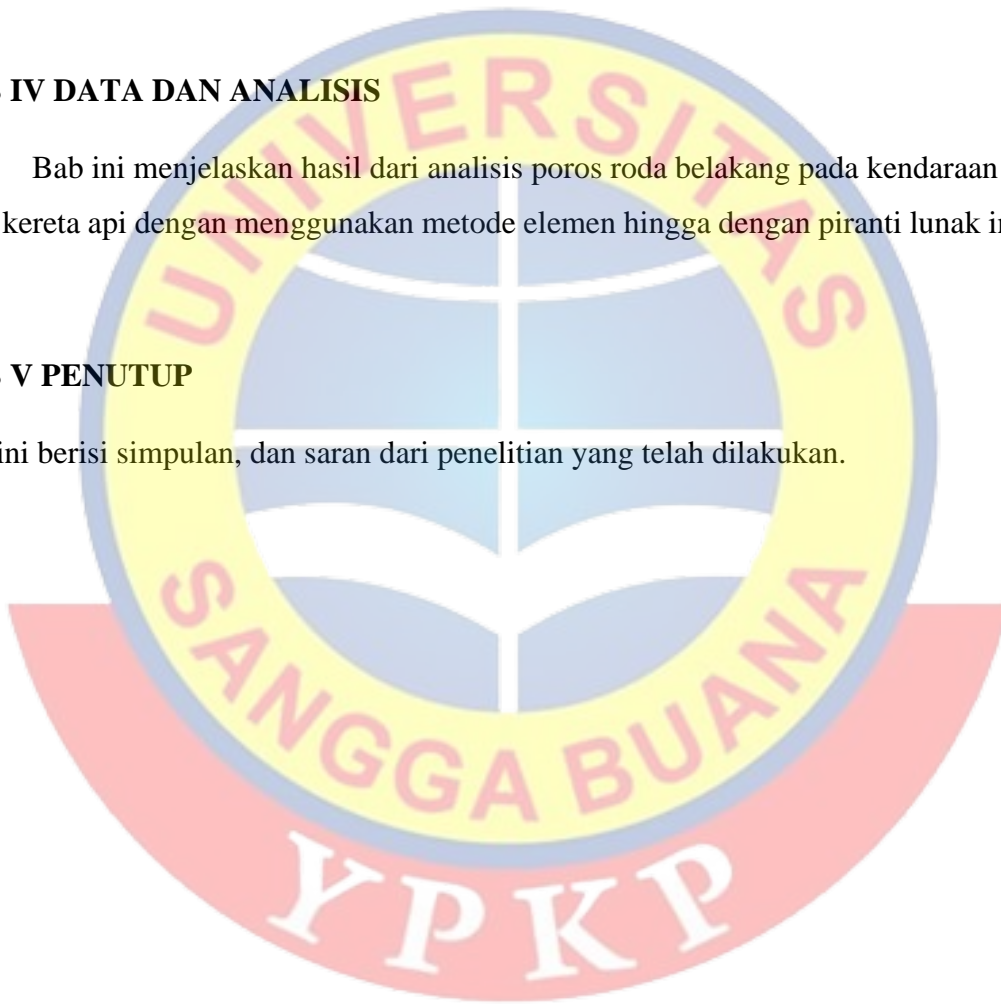 IV DATA DAN ANALISIS
Bab ini menjelaskan hasil dari analisis poros roda belakang pada kendaraan
kereta api dengan menggunakan metode elemen hingga dengan piranti lunak
V PENUTUP
ini berisi simpulan, dan saran dari penelitian yang telah dilakukan.
UNIVERSITAS
SANGGA BUANA
YPKP